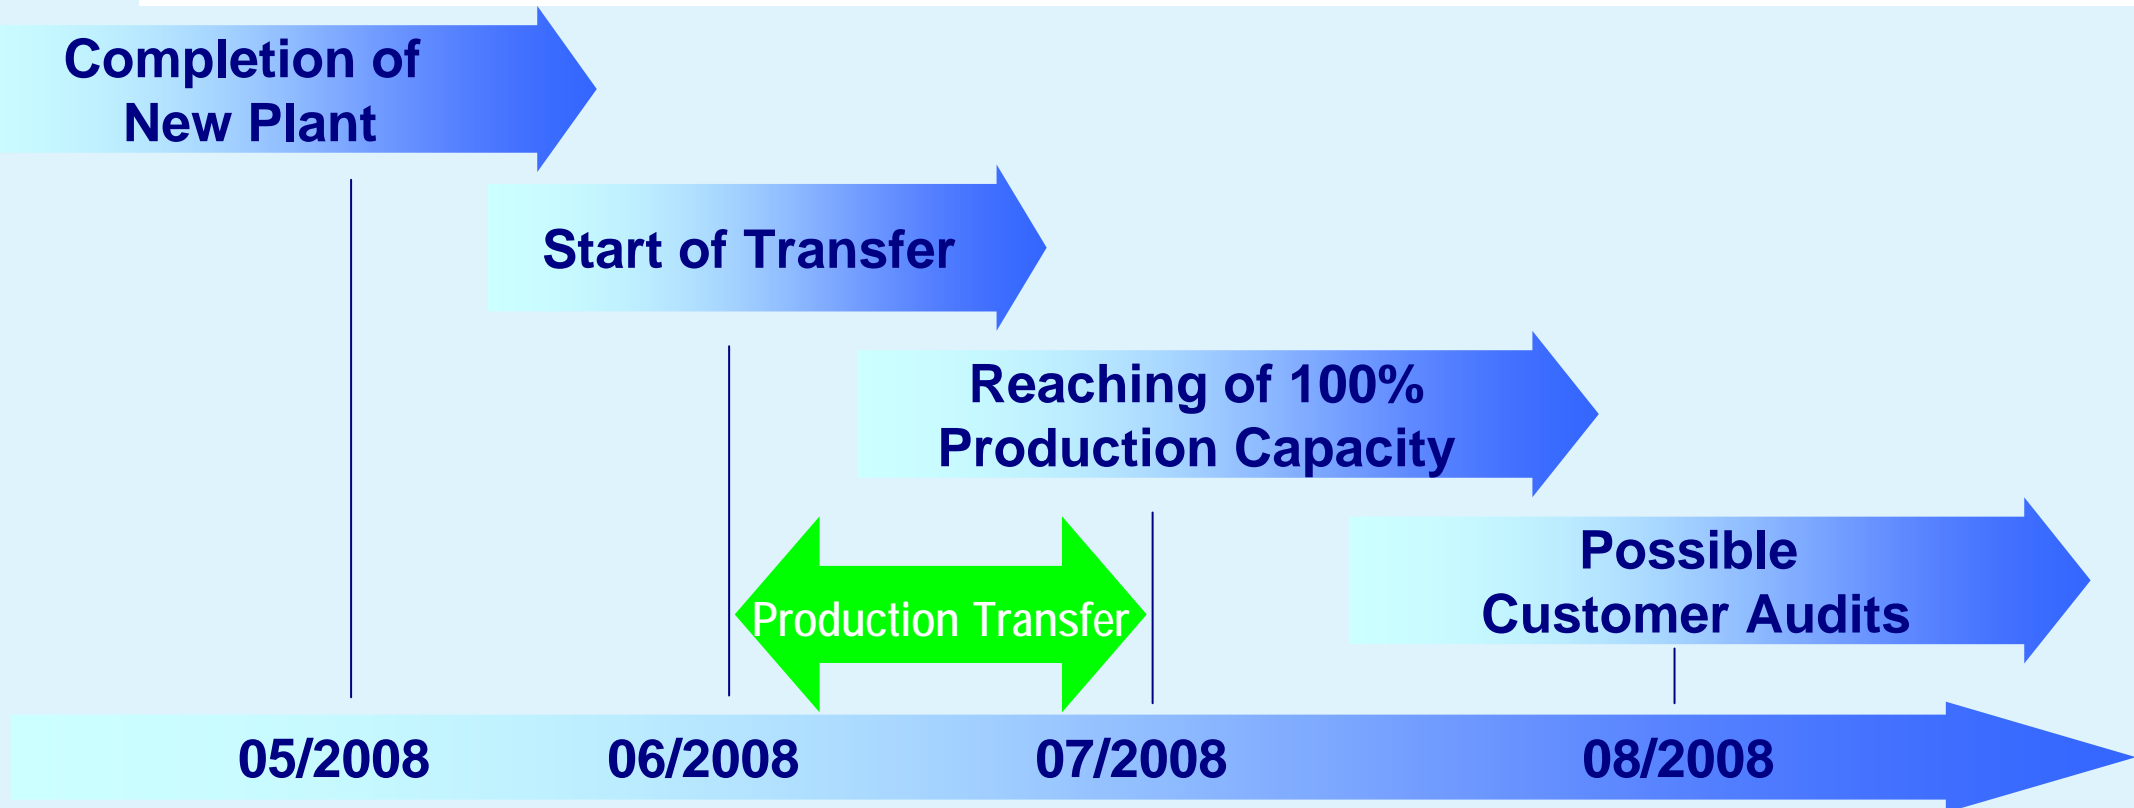 Completion of
New Plant
Start of Transfer
Reaching of 100%
Production Capacity
Possible
Customer Audits
Production Transfer
05/2008
06/2008
07/2008
08/2008